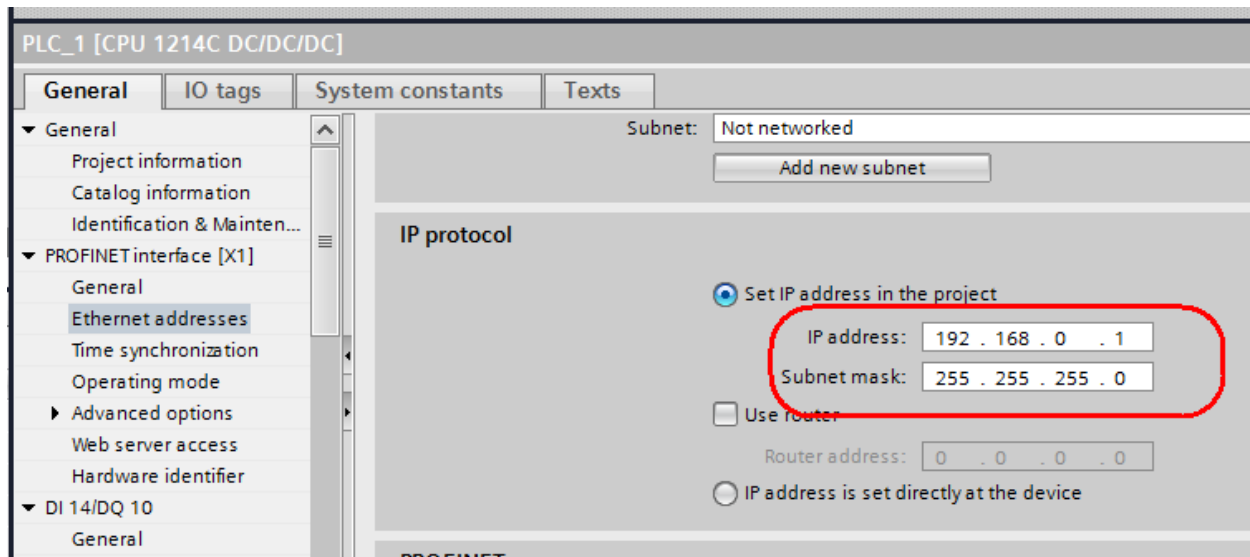 PLC_1 [CPU 1214C DC/DC/DC]
General IO tags System constants Texts
General
Project information
Catalog information
Identification & Mainten...
PROFINET interface [X1]
General
Ethernet addresses
Time synchronization
Operating mode
Advanced options
Web server access
Hardware identifier
DI 14/DQ 10
General
Subnet: Not networked
Add new subnet
IP protocol
Set IP address in the project
IP address: 192 . 168 . 0 . 1
Subnet mask: 255 . 255 . 255 . 0
Use router
Router address: 0 . 0 . 0 . 0
IP address is set directly at the device
PROFINET